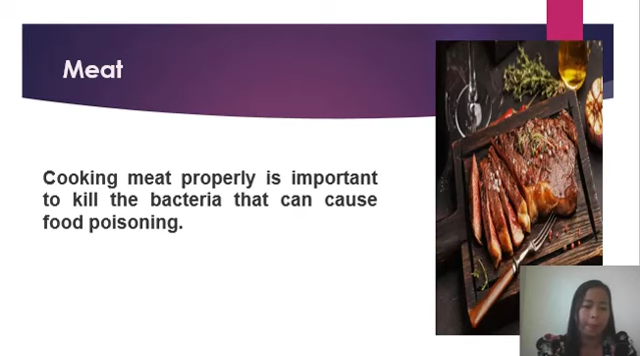 Meat
Cooking meat properly is important
to kill the bacteria that can cause
food poisoning.